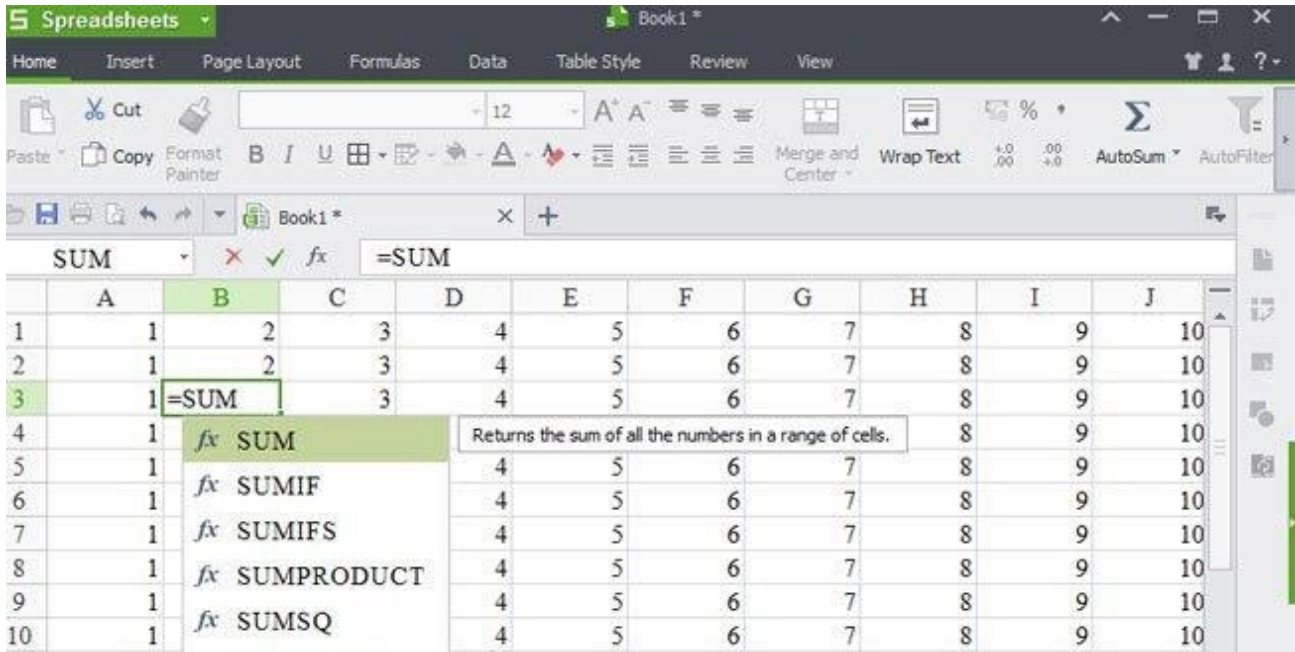 S Spreadsheets
S Book1 *
Home Insert Page Layout Formulas Data Table Style Review View ?
Paste Cut Copy Format Painter
12 A+ A-
B I U A
Merge and Center Wrap Text % , +.0 .00 .00 +.0 Σ AutoSum AutoFilter
Book1 * × +
SUM × ✓ fx =SUM
A B C D E F G H I J
1 1 2 3 4 5 6 7 8 9 10
2 1 2 3 4 5 6 7 8 9 10
3 1 =SUM 3 4 5 6 7 8 9 10
4 1 fx SUM Returns the sum of all the numbers in a range of cells. 8 9 10
5 1 fx SUMIF 4 5 6 7 8 9 10
6 1 4 5 6 7 8 9 10
7 1 fx SUMIFS 4 5 6 7 8 9 10
8 1 fx SUMPRODUCT 4 5 6 7 8 9 10
9 1 fx SUMSQ 4 5 6 7 8 9 10
10 1 4 5 6 7 8 9 10